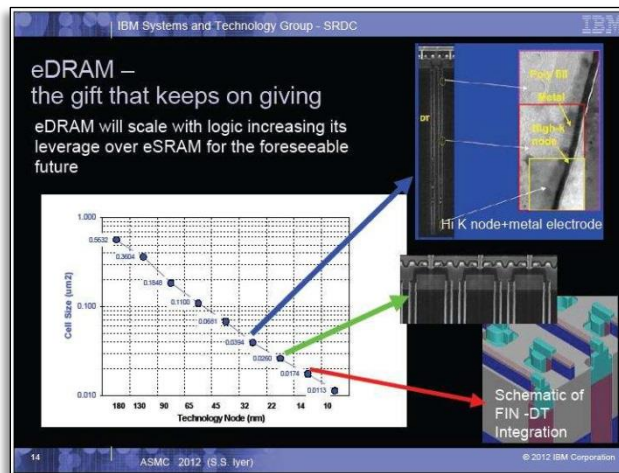 IBM Systems and Technology Group - SRDC
IBM
eDRAM –
the gift that keeps on giving
eDRAM will scale with logic increasing its
leverage over eSRAM for the foreseeable
future
DT
Poly fill
Metal
High-k
node
Hi K node+metal electrode
Cell Size (um2)
1.000
0.100
0.010
0.5632
0.3604
0.1848
0.1100
0.0681
0.0394
0.0260
0.0174
0.0113
180 130 90 65 45 32 22 14 10
Technology Node (nm)
Schematic of
FIN -DT
Integration
14
ASMC 2012 (S.S. Iyer)
© 2012 IBM Corporation